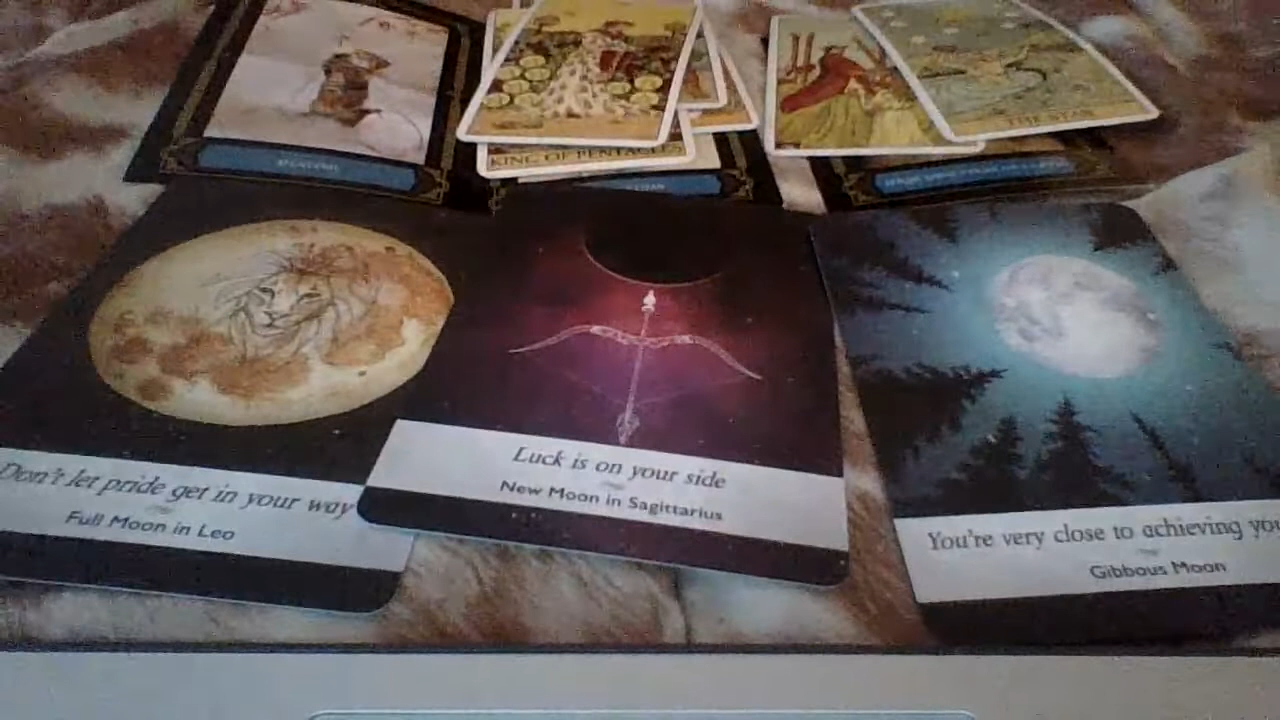 KING OF PENTACLES
THE STAR
Don't let pride get in your way
Full Moon in Leo
Luck is on your side
New Moon in Sagittarius
You're very close to achieving
Gibbous Moon